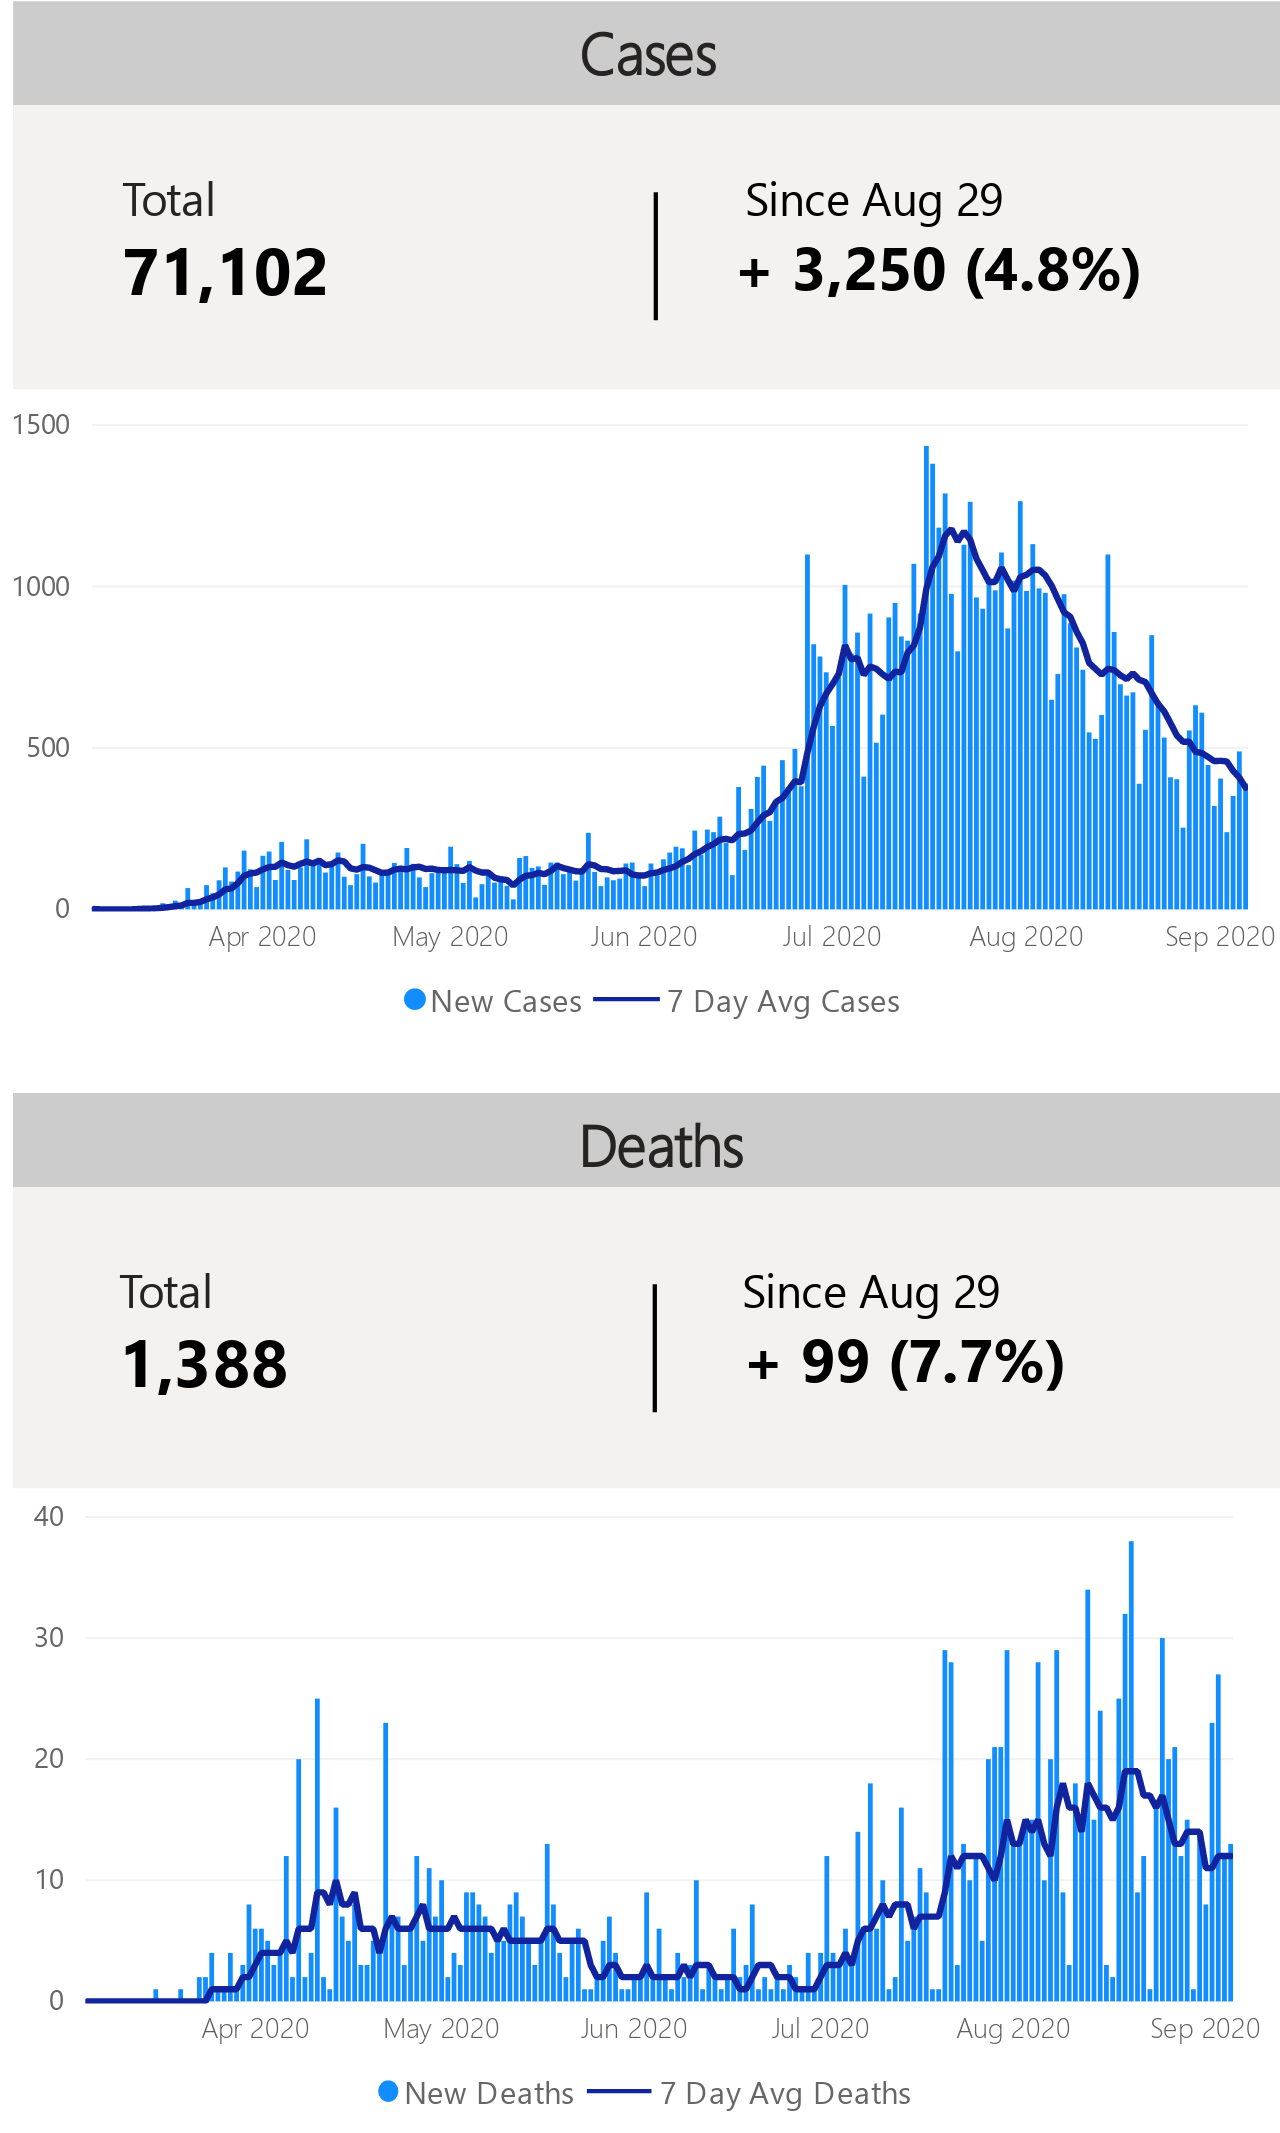 Cases
Total
Since Aug 29
71,102
+ 3,250 (4.8%)
1500
1000
500
0
Apr 2020
May 2020
Jun 2020
Jul 2020
Aug 2020
Sep 2020
New Cases
7 Day Avg Cases
Deaths
Total
Since Aug 29
1,388
+ 99 (7.7%)
40
30
20
10
0
Apr 2020
May 2020
Jun 2020
Jul 2020
Aug 2020
Sep 2020
New Deaths
7 Day Avg Deaths